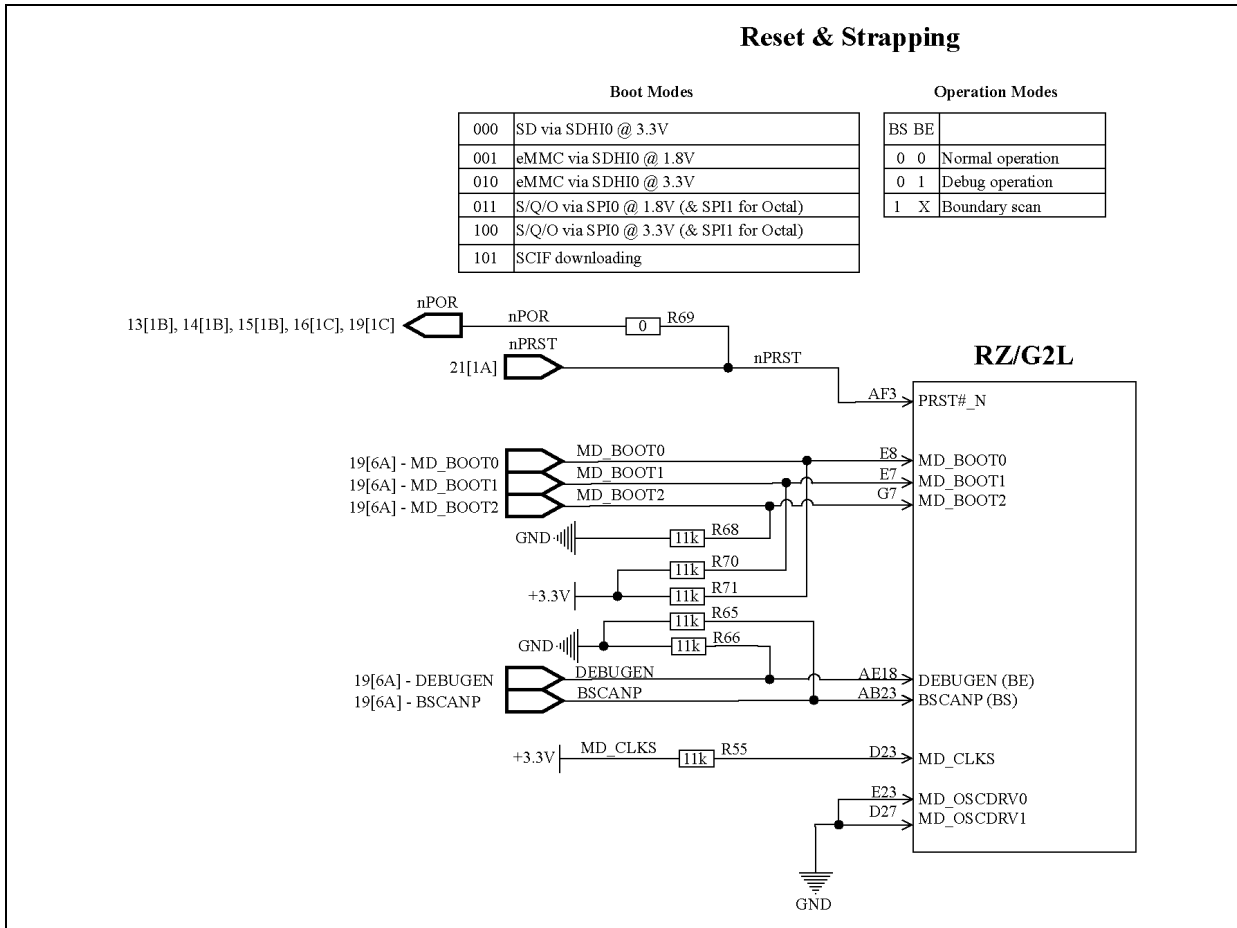 Reset & Strapping
Boot Modes
000 SD via SDHI0 @ 3.3V
001 eMMC via SDHI0 @ 1.8V
010 eMMC via SDHI0 @ 3.3V
011 S/Q/O via SPI0 @ 1.8V (& SPI1 for Octal)
100 S/Q/O via SPI0 @ 3.3V (& SPI1 for Octal)
101 SCIF downloading
Operation Modes
BS BE
0 0 Normal operation
0 1 Debug operation
1 X Boundary scan
nPOR
13[1B], 14[1B], 15[1B], 16[1C], 19[1C] nPOR 0 R69
nPRST
21[1A] nPRST
RZ/G2L
AF3 PRST#_N
19[6A] - MD_BOOT0 MD_BOOT0 E8 MD_BOOT0
19[6A] - MD_BOOT1 MD_BOOT1 E7 MD_BOOT1
19[6A] - MD_BOOT2 MD_BOOT2 G7 MD_BOOT2
GND 11k R68
11k R70
+3.3V 11k R71
11k R65
GND 11k R66
19[6A] - DEBUGEN DEBUGEN AE18 DEBUGEN (BE)
19[6A] - BSCANP BSCANP AB23 BSCANP (BS)
+3.3V MD_CLKS 11k R55 D23 MD_CLKS
E23 MD_OSCDRV0
D27 MD_OSCDRV1
GND